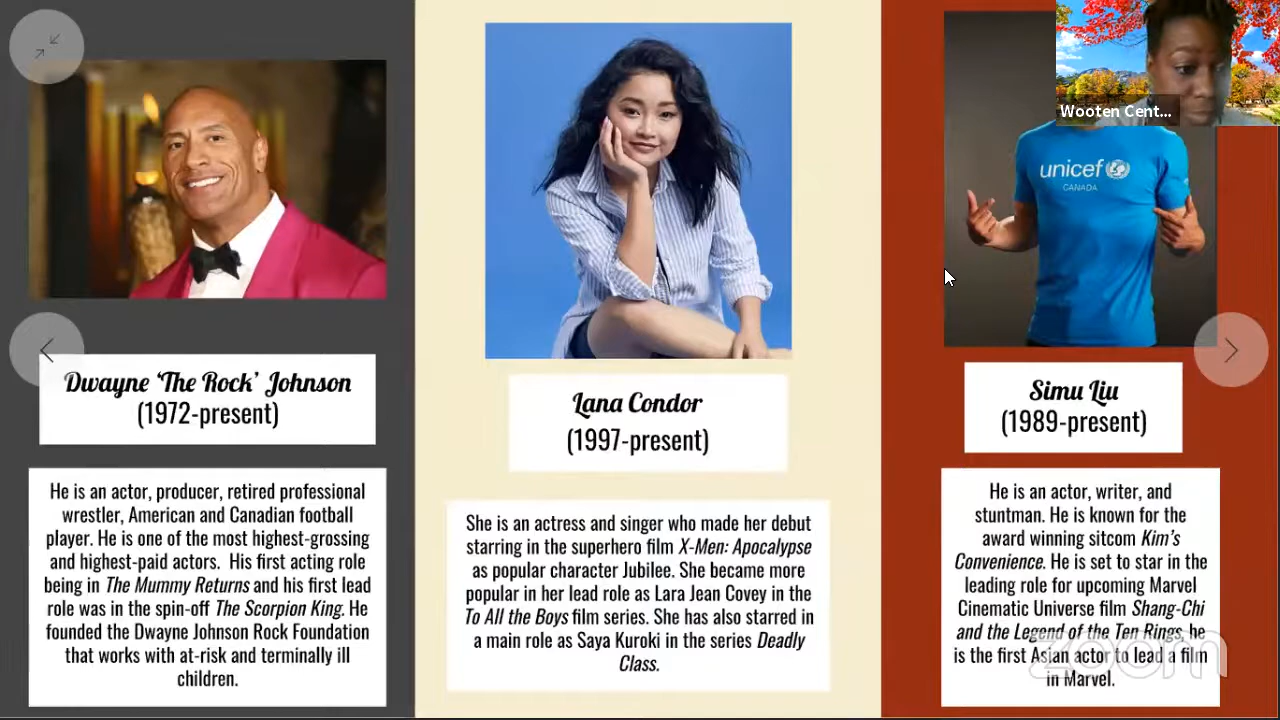 Wooten Cent...
unicef
CANADA
Dwayne ‘The Rock’ Johnson
(1972-present)
He is an actor, producer, retired professional
wrestler, American and Canadian football
player. He is one of the most highest-grossing
and highest-paid actors. His first acting role
being in The Mummy Returns and his first lead
role was in the spin-off The Scorpion King. He
founded the Dwayne Johnson Rock Foundation
that works with at-risk and terminally ill
children.
Lana Condor
(1997-present)
She is an actress and singer who made her debut
starring in the superhero film X-Men: Apocalypse
as popular character Jubilee. She became more
popular in her lead role as Lara Jean Covey in the
To All the Boys film series. She has also starred in
a main role as Saya Kuroki in the series Deadly
Class.
Simu Liu
(1989-present)
He is an actor, writer, and
stuntman. He is known for the
award winning sitcom Kim’s
Convenience. He is set to star in the
leading role for upcoming Marvel
Cinematic Universe film Shang-Chi
and the Legend of the Ten Rings, he
is the first Asian actor to lead a film
in Marvel.
zoom